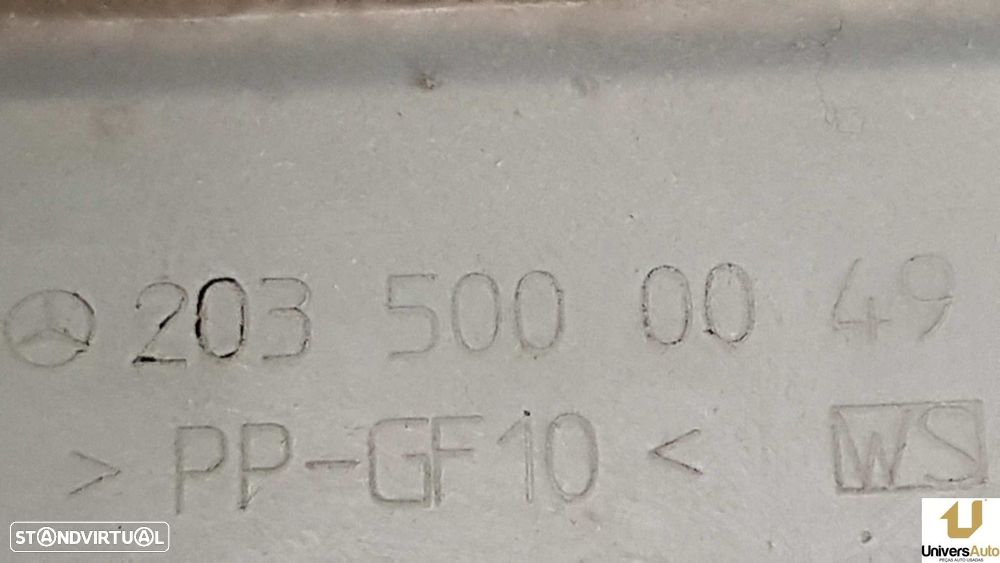 203 500 00 49
> PP-GF10 < WS
STANDVIRTUAL
UniversAuto
PEÇAS AUTO USADAS